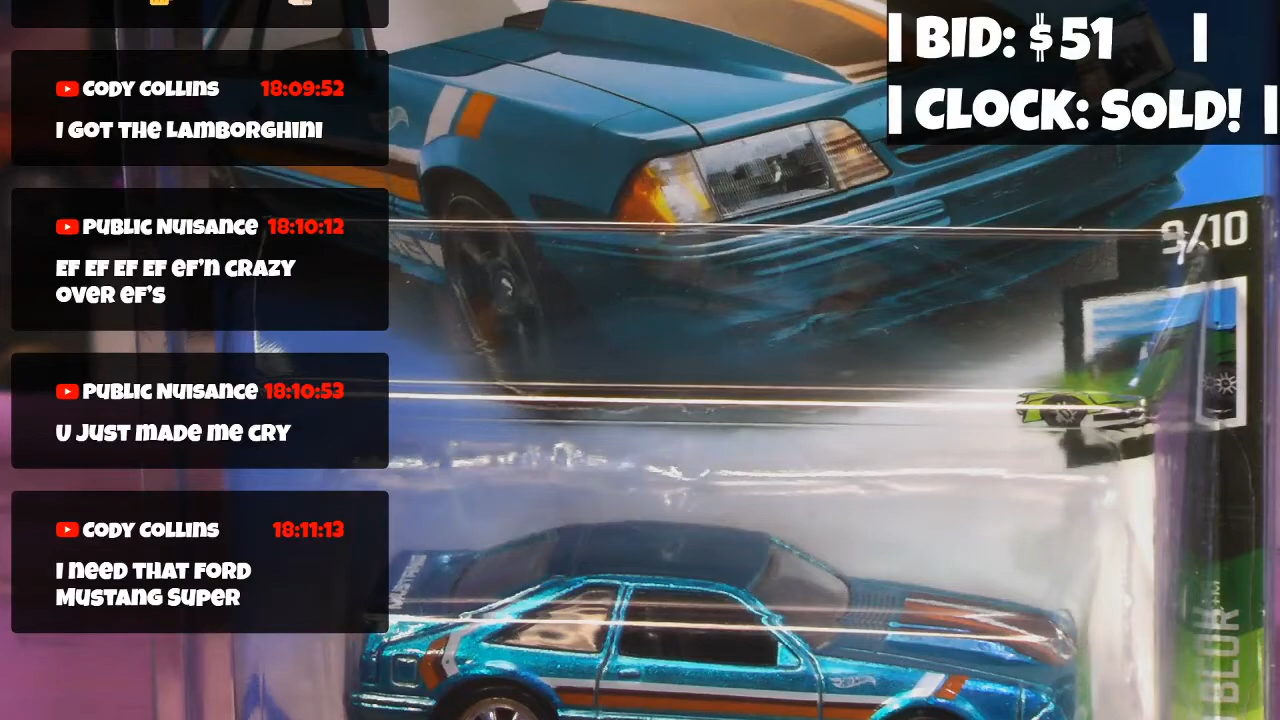 CODY COLLINS 18:09:52
I GOT THE LAMBORGHINI
PUBLIC NUISANCE 18:10:12
EF EF EF EF EF'N CRAZY
OVER EF'S
PUBLIC NUISANCE 18:10:53
U JUST MADE ME CRY
CODY COLLINS 18:11:13
I NEED THAT FORD
MUSTANG SUPER
| BID: $51 |
| CLOCK: SOLD! |
9/10
MUSTANG
BLOK